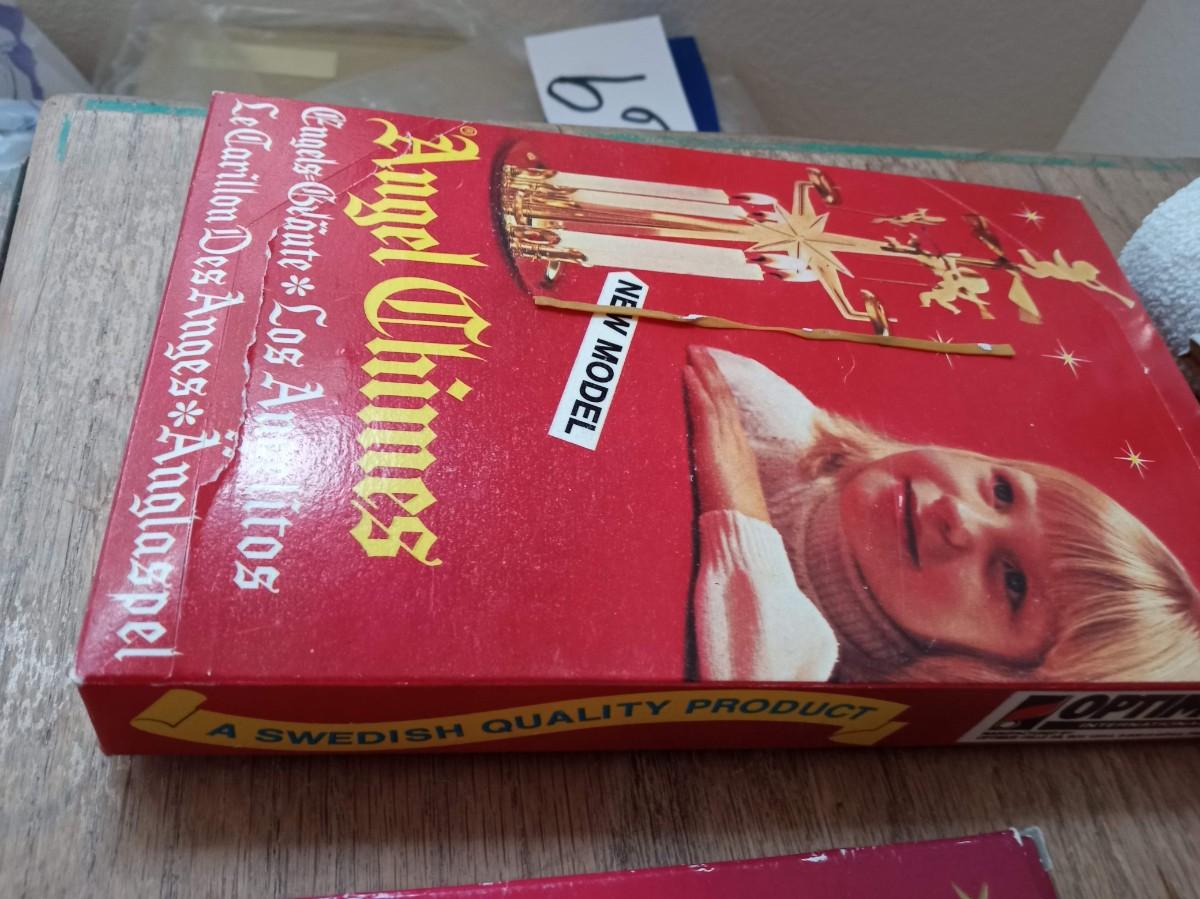 NEW MODEL
Angel Chimes®
Engels-Geläute * Los Angelitos
Le Carillon Des Anges * Änglaspel
A SWEDISH QUALITY PRODUCT
OPTIM